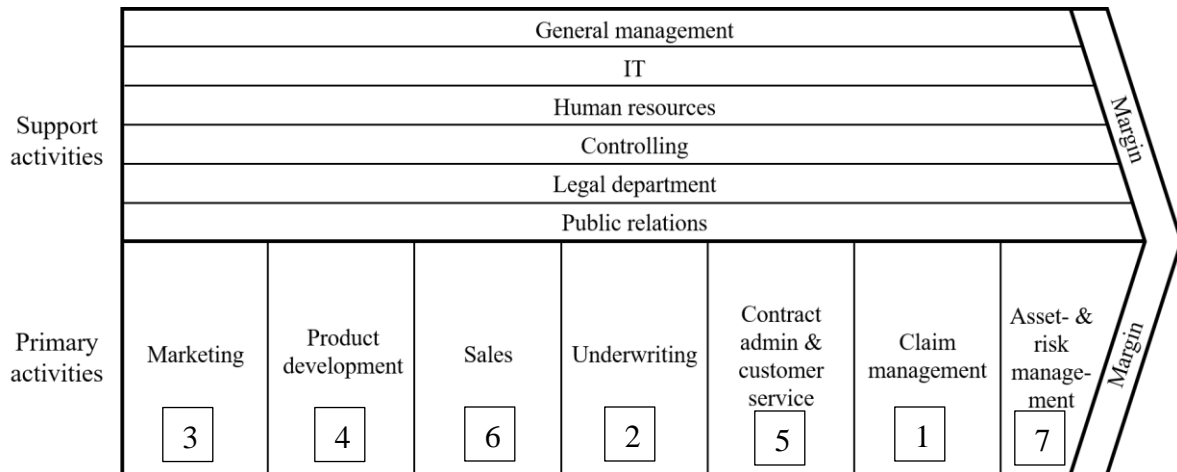 General management
IT
Human resources
Controlling
Legal department
Public relations
Support
activities
Margin
Primary
activities
Marketing
3
Product
development
4
Sales
6
Underwriting
2
Contract
admin &
customer
service
5
Claim
management
1
Asset- &
risk
manage-
ment
7
Margin